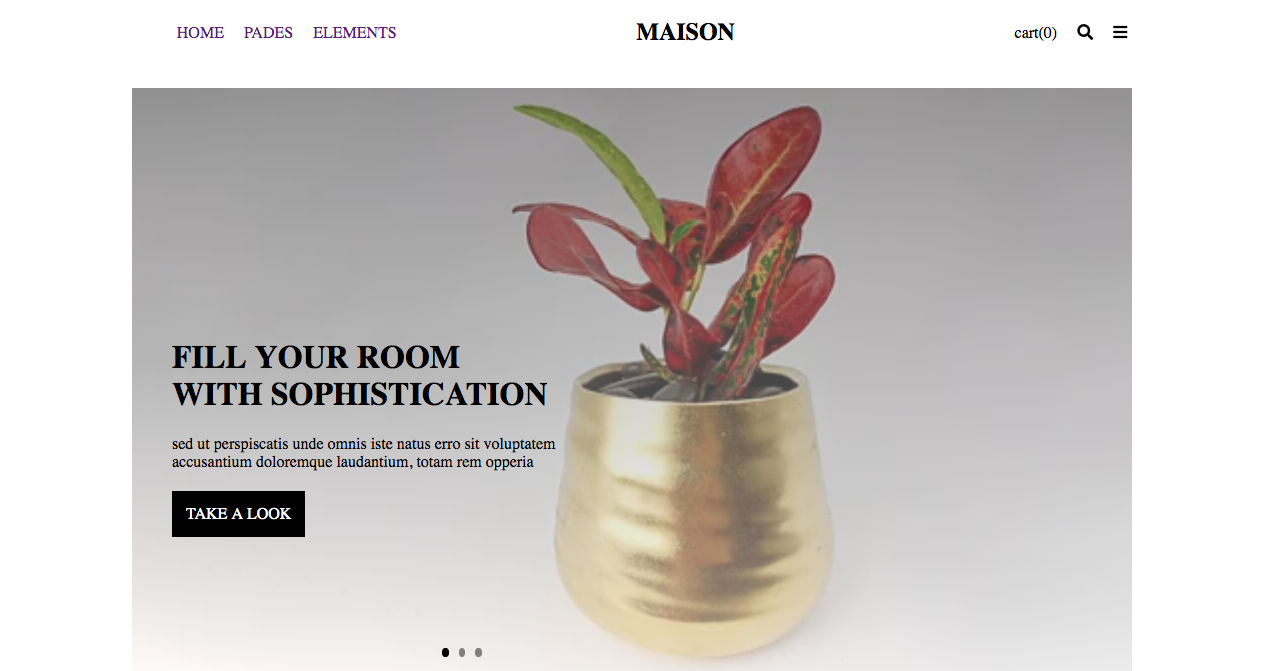 HOME PADES ELEMENTS MAISON cart(0)
FILL YOUR ROOM
WITH SOPHISTICATION
sed ut perspiscatis unde omnis iste natus erro sit voluptatem
accusantium doloremque laudantium, totam rem opperia
TAKE A LOOK